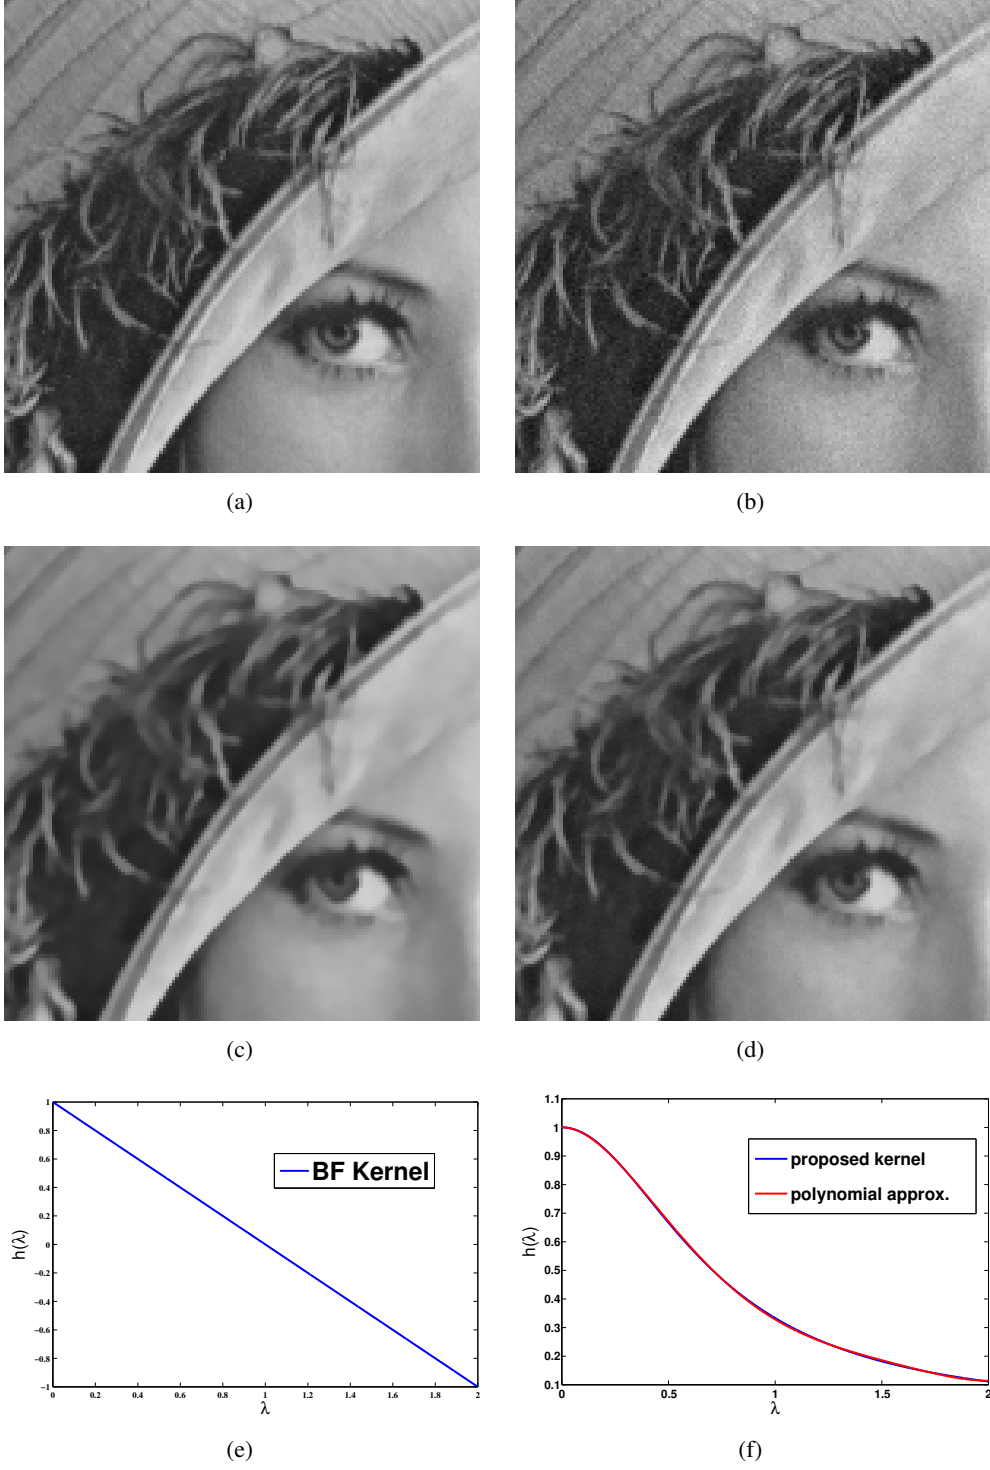 (a)
(b)
(c)
(d)
1
0.8
0.6
0.4
0.2
0
−0.2
−0.4
−0.6
−0.8
−1
h(λ)
BF Kernel
0 0.2 0.4 0.6 0.8 1 1.2 1.4 1.6 1.8 2
λ
(e)
1.1
1
0.9
0.8
0.7
0.6
0.5
0.4
0.3
0.2
0.1
h(λ)
proposed kernel
polynomial approx.
0 0.5 1 1.5 2
λ
(f)